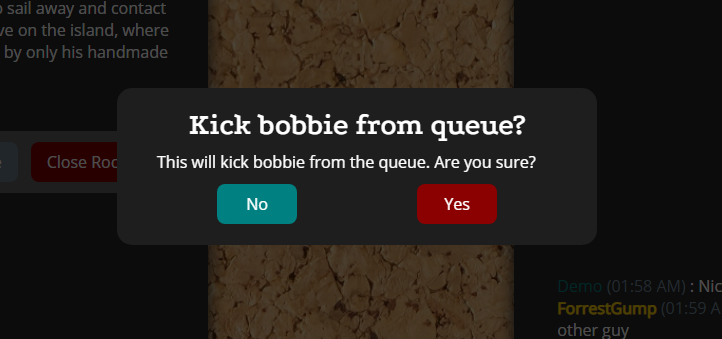 sail away and contact
ve on the island, where
by only his handmade
Kick bobbie from queue?
This will kick bobbie from the queue. Are you sure?
Close Roo
No
Yes
Demo (01:58 AM) : Nic
ForrestGump (01:59 A
other guy